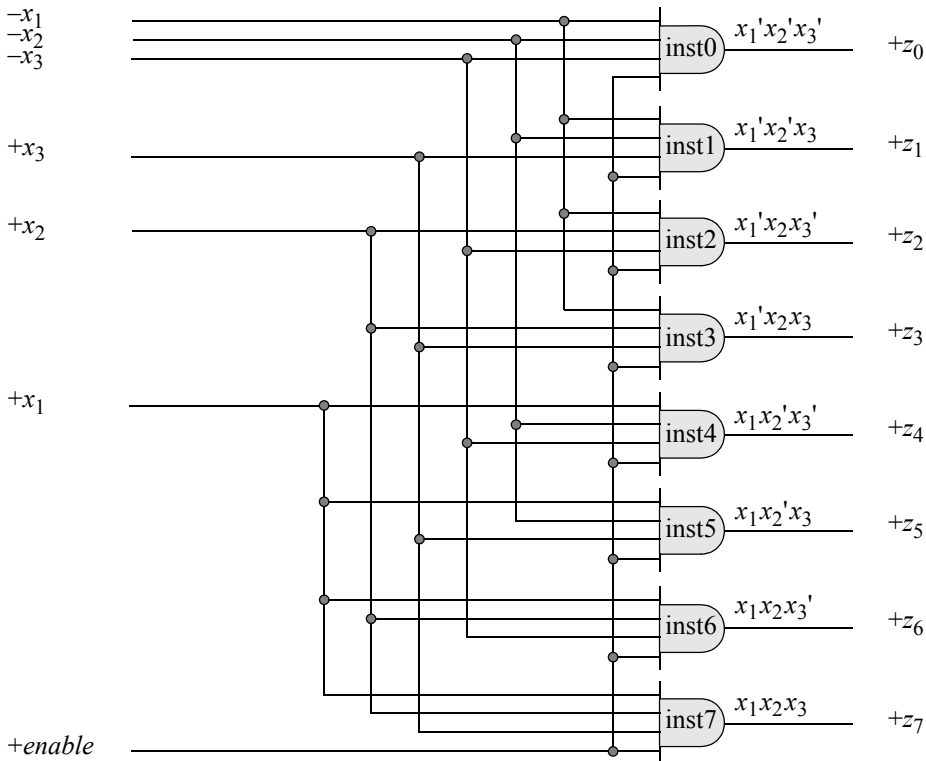 –x₁
–x₂
–x₃
+x₃
+x₂
+x₁
+enable
inst0 x₁'x₂'x₃' +z₀
inst1 x₁'x₂'x₃ +z₁
inst2 x₁'x₂x₃' +z₂
inst3 x₁'x₂x₃ +z₃
inst4 x₁x₂'x₃' +z₄
inst5 x₁x₂'x₃ +z₅
inst6 x₁x₂x₃' +z₆
inst7 x₁x₂x₃ +z₇